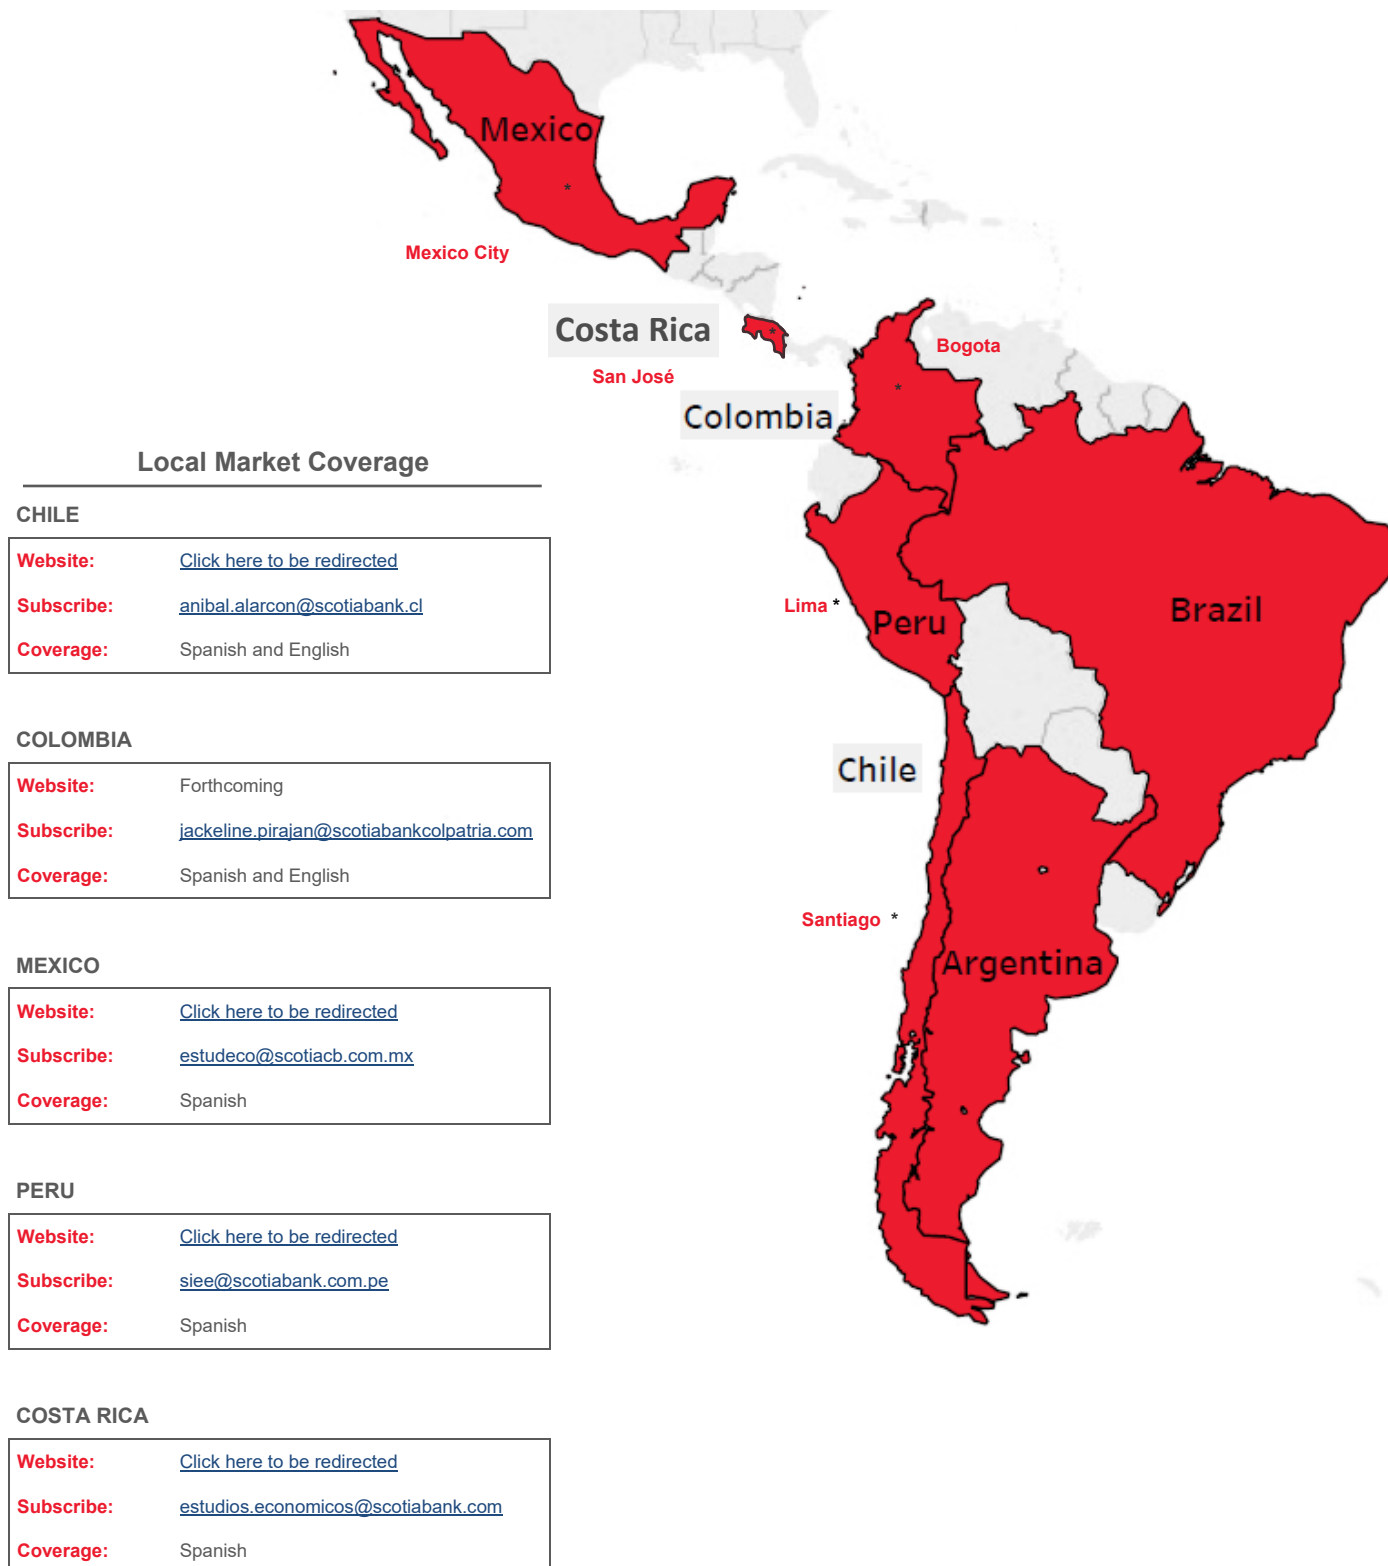 Mexico
Mexico City
Costa Rica
San José
Bogota
Colombia
Lima *
Peru
Brazil
Chile
Santiago *
Argentina
Local Market Coverage
CHILE
Website: Click here to be redirected
Subscribe: anibal.alarcon@scotiabank.cl
Coverage: Spanish and English
COLOMBIA
Website: Forthcoming
Subscribe: jackeline.pirajan@scotiabankcolpatria.com
Coverage: Spanish and English
MEXICO
Website: Click here to be redirected
Subscribe: estudeco@scotiacb.com.mx
Coverage: Spanish
PERU
Website: Click here to be redirected
Subscribe: siee@scotiabank.com.pe
Coverage: Spanish
COSTA RICA
Website: Click here to be redirected
Subscribe: estudios.economicos@scotiabank.com
Coverage: Spanish